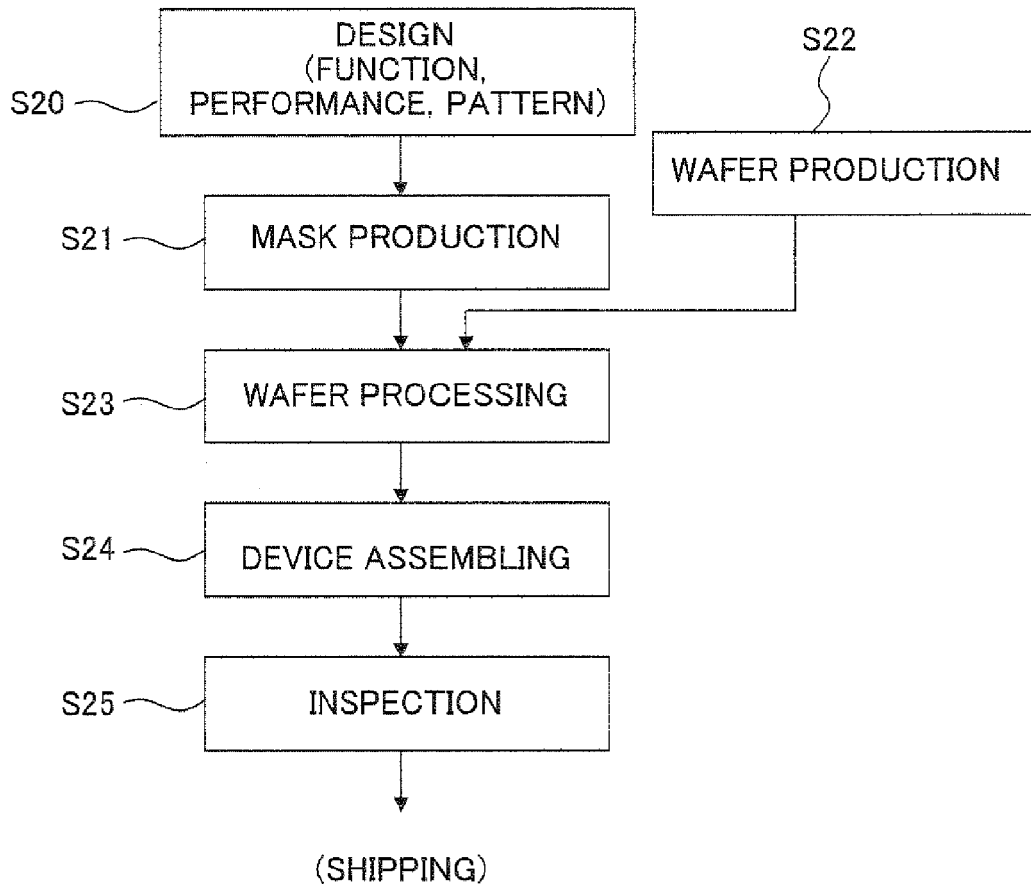 DESIGN
(FUNCTION,
PERFORMANCE, PATTERN)
S20
S22
WAFER PRODUCTION
S21
MASK PRODUCTION
S23
WAFER PROCESSING
S24
DEVICE ASSEMBLING
S25
INSPECTION
(SHIPPING)